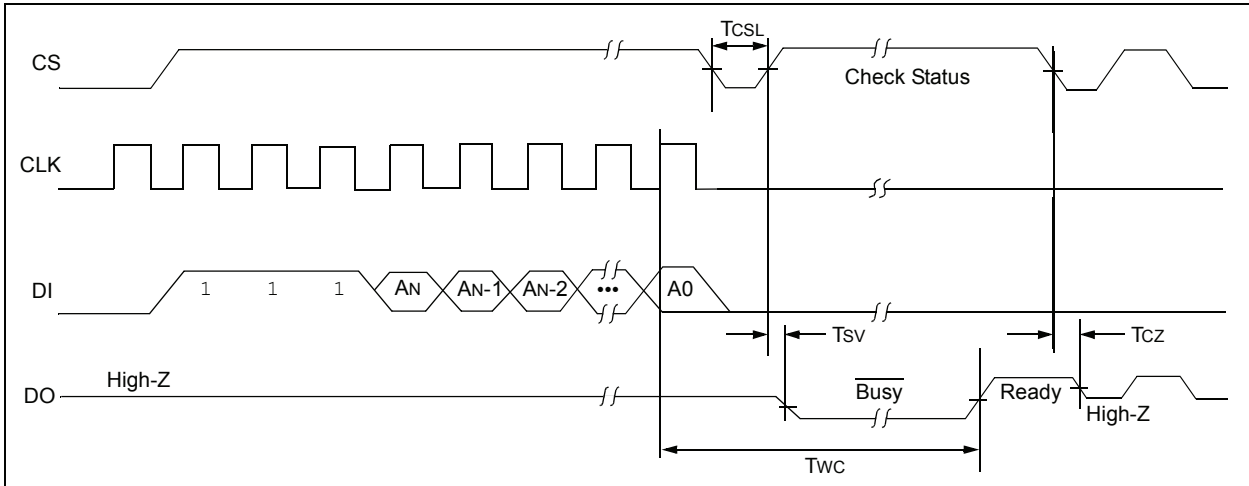 TCSL
CS
Check Status
CLK
DI
1 1 1 AN AN-1 AN-2 ••• A0
TSV
TCZ
High-Z
DO
Busy
Ready
High-Z
TWC